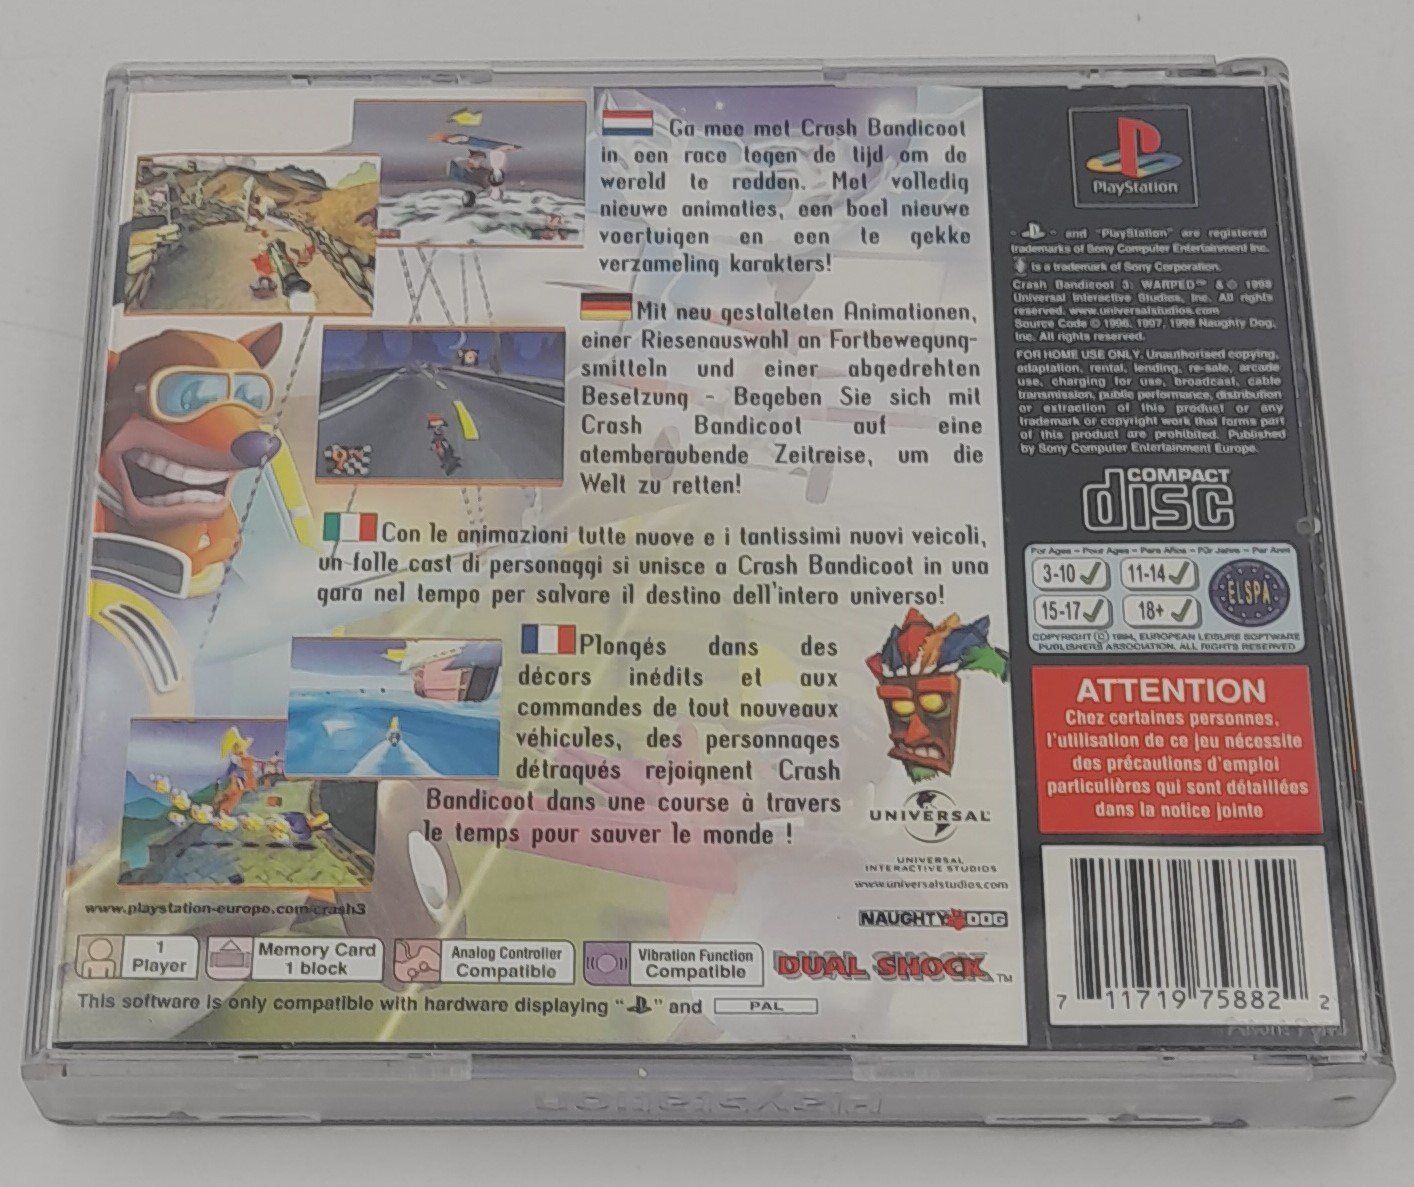 Ga mee met Crash Bandicoot
in een race tegen de tijd om de
wereld te redden. Met volledig
nieuwe animaties, een boel nieuwe
voertuigen en een te gekke
verzameling karakters!
Mit neu gestalteten Animationen,
einer Riesenauswahl an Fortbewegung-
smitteln und einer abgedrehten
Besetzung - Begeben Sie sich mit
Crash Bandicoot auf eine
atemberaubende Zeitreise, um die
Welt zu retten!
Con le animazioni tutte nuove e i tantissimi nuovi veicoli,
un folle cast di personaggi si unisce a Crash Bandicoot in una
gara nel tempo per salvare il destino dell'intero universo!
Plongés dans des
décors inédits et aux
commandes de tout nouveaux
véhicules, des personnages
détraqués rejoignent Crash
Bandicoot dans une course à travers
le temps pour sauver le monde !
www.playstation-europe.com/crash3
1
Player
Memory Card
1 block
Analog Controller
Compatible
Vibration Function
Compatible
DUAL SHOCK™
This software is only compatible with hardware displaying " " and PAL
UNIVERSAL
UNIVERSAL
INTERACTIVE STUDIOS
www.universalstudios.com
NAUGHTY DOG
PlayStation
" " and "PlayStation" are registered
trademarks of Sony Computer Entertainment Inc.
is a trademark of Sony Corporation.
Crash Bandicoot 3: WARPED™ & © 1998
Universal Interactive Studios, Inc. All rights
reserved. www.universalstudios.com
Source Code © 1996, 1997, 1998 Naughty Dog,
Inc. All rights reserved.
FOR HOME USE ONLY. Unauthorised copying,
adaptation, rental, lending, re-sale, arcade
use, charging for use, broadcast, cable
transmission, public performance, distribution
or extraction of this product or any
trademark or copyright work that forms part
of this product are prohibited. Published
by Sony Computer Entertainment Europe.
COMPACT
disc
For Ages - Pour Ages - Para Años - Für Jahre - Per Anni
3-10 ✓ 11-14 ✓
15-17 ✓ 18+ ✓
ELSPA
COPYRIGHT © 1994, EUROPEAN LEISURE SOFTWARE
PUBLISHERS ASSOCIATION. ALL RIGHTS RESERVED
ATTENTION
Chez certaines personnes,
l'utilisation de ce jeu nécessite
des précautions d'emploi
particulières qui sont détaillées
dans la notice jointe
7 11719 75882 2
PlayStation